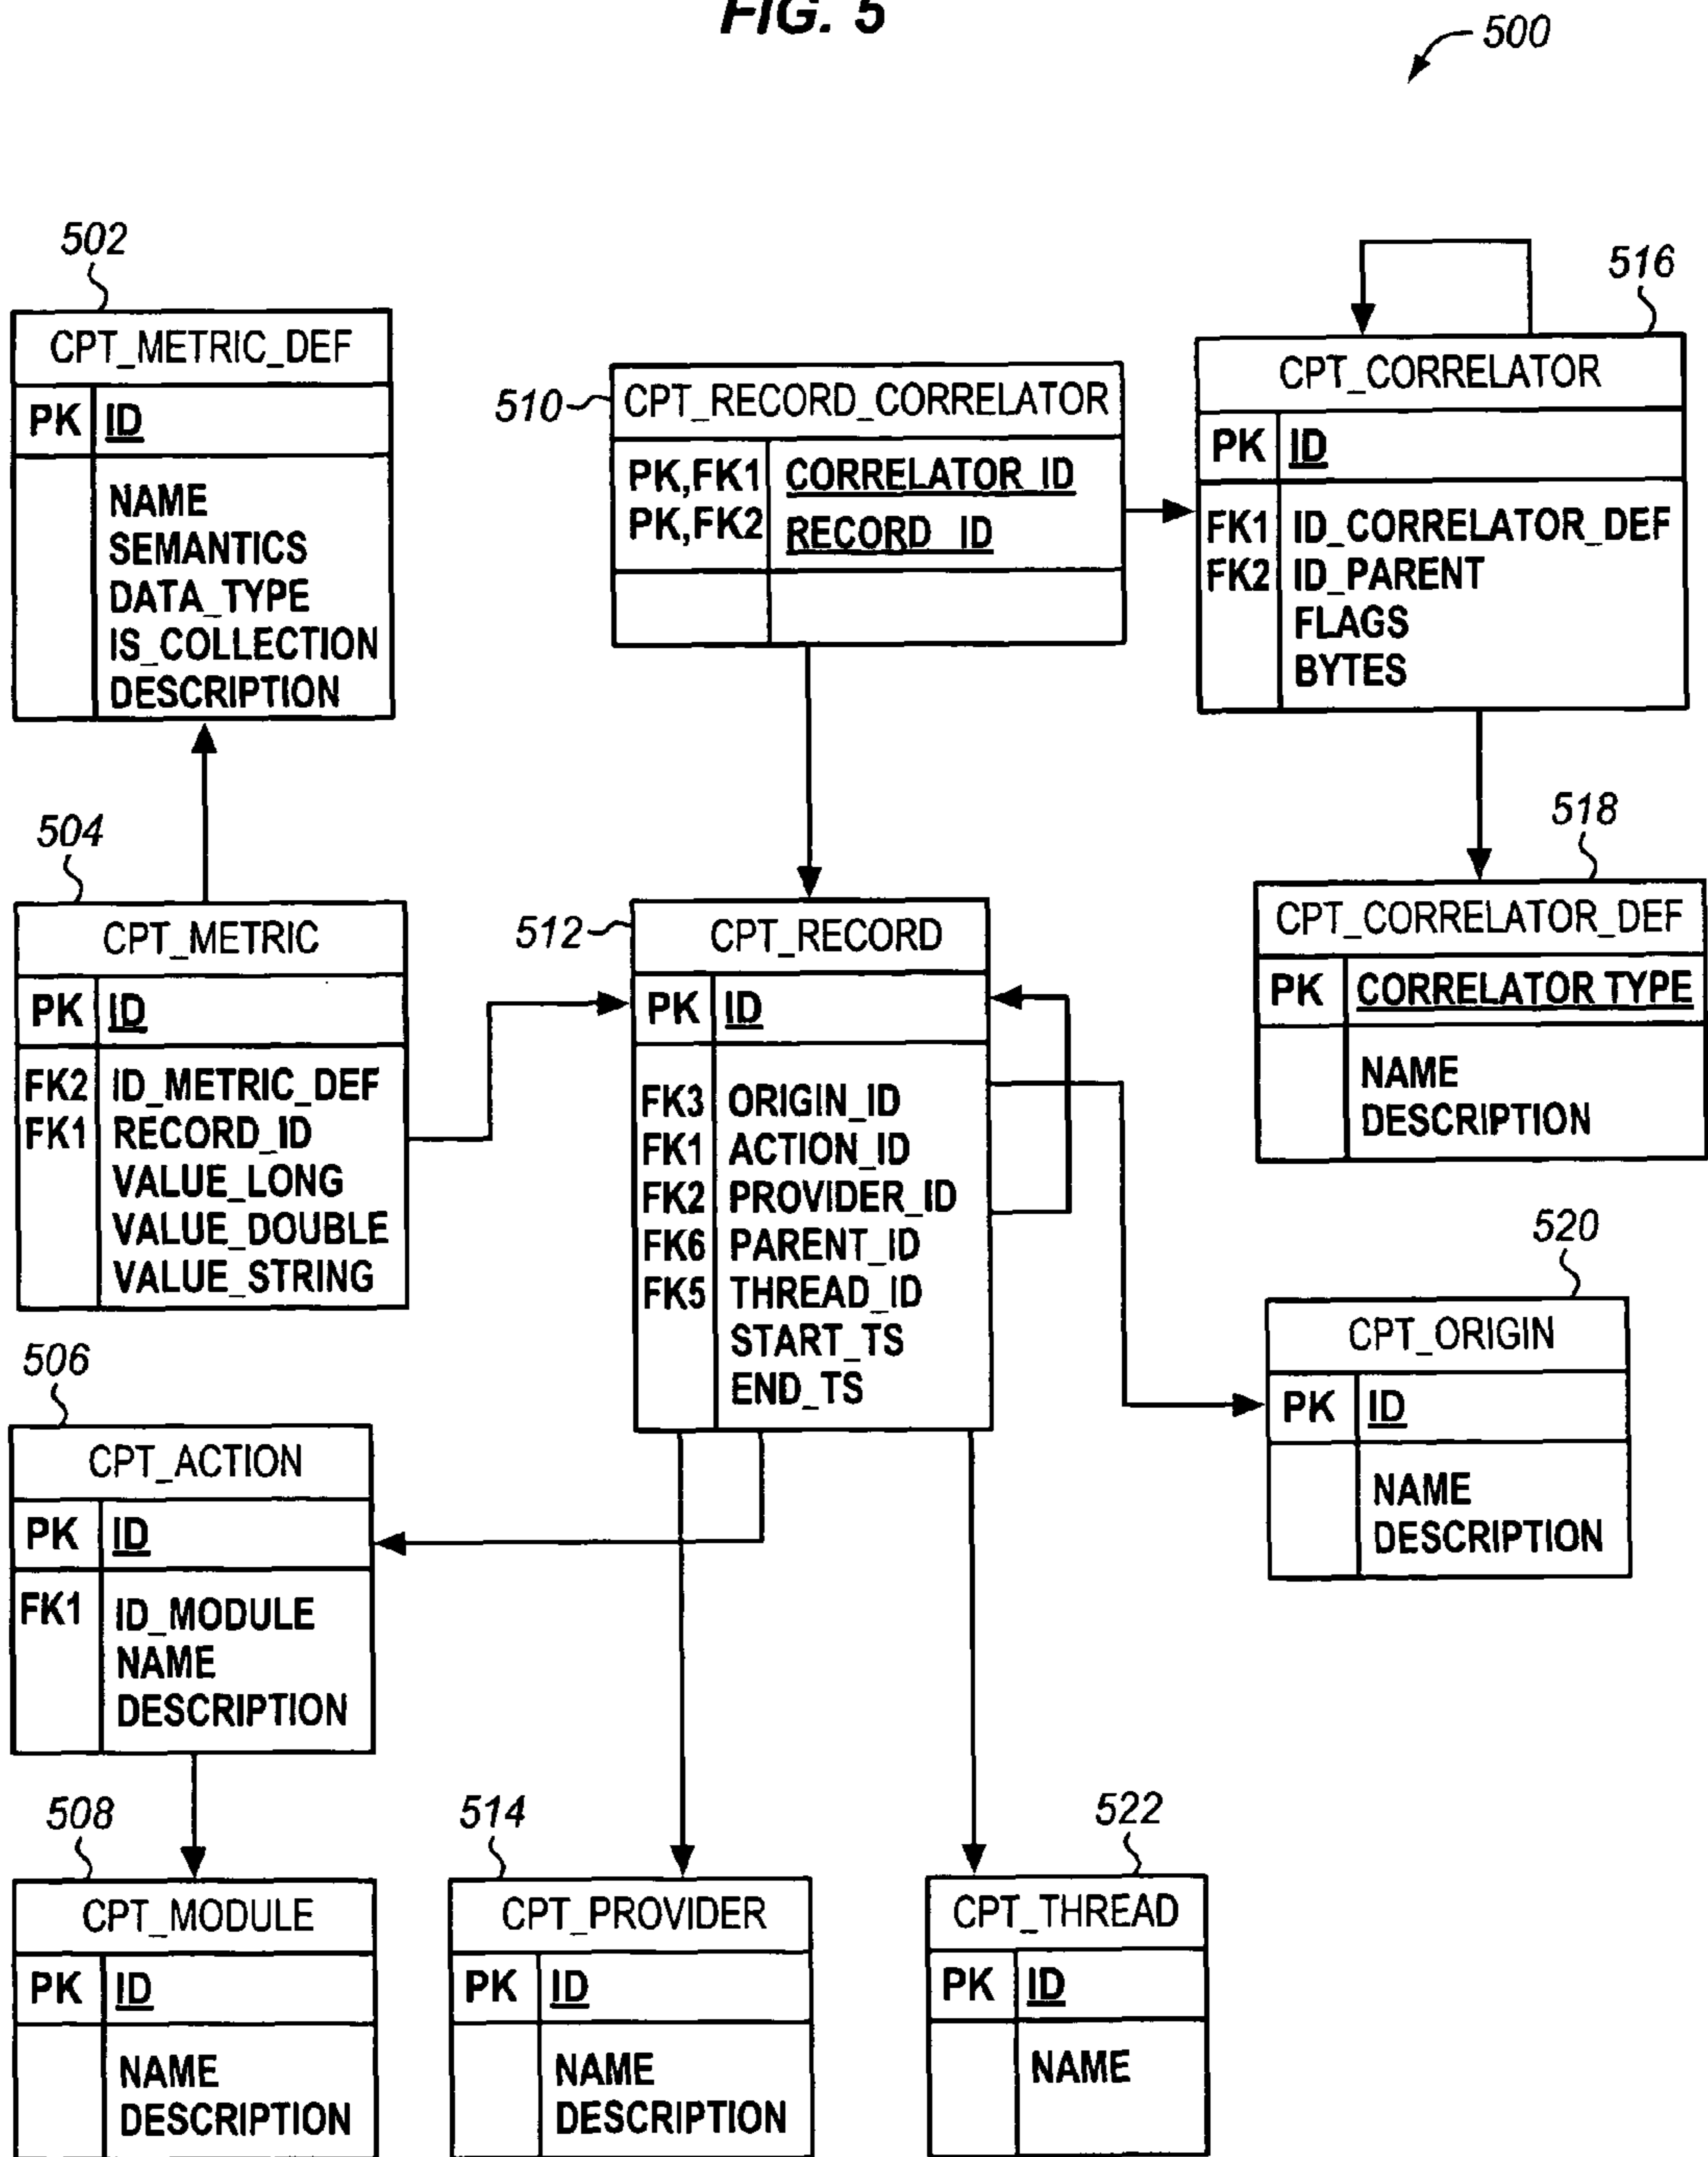 FIG. 5
500
502
CPT_METRIC_DEF
PK ID
NAME
SEMANTICS
DATA_TYPE
IS_COLLECTION
DESCRIPTION
510
CPT_RECORD_CORRELATOR
PK,FK1 CORRELATOR_ID
PK,FK2 RECORD_ID
516
CPT_CORRELATOR
PK ID
FK1 ID_CORRELATOR_DEF
FK2 ID_PARENT
FLAGS
BYTES
504
CPT_METRIC
PK ID
FK2 ID_METRIC_DEF
FK1 RECORD_ID
VALUE_LONG
VALUE_DOUBLE
VALUE_STRING
512
CPT_RECORD
PK ID
FK3 ORIGIN_ID
FK1 ACTION_ID
FK2 PROVIDER_ID
FK6 PARENT_ID
FK5 THREAD_ID
START_TS
END_TS
518
CPT_CORRELATOR_DEF
PK CORRELATOR TYPE
NAME
DESCRIPTION
520
CPT_ORIGIN
PK ID
NAME
DESCRIPTION
506
CPT_ACTION
PK ID
FK1 ID_MODULE
NAME
DESCRIPTION
508
CPT_MODULE
PK ID
NAME
DESCRIPTION
514
CPT_PROVIDER
PK ID
NAME
DESCRIPTION
522
CPT_THREAD
PK ID
NAME